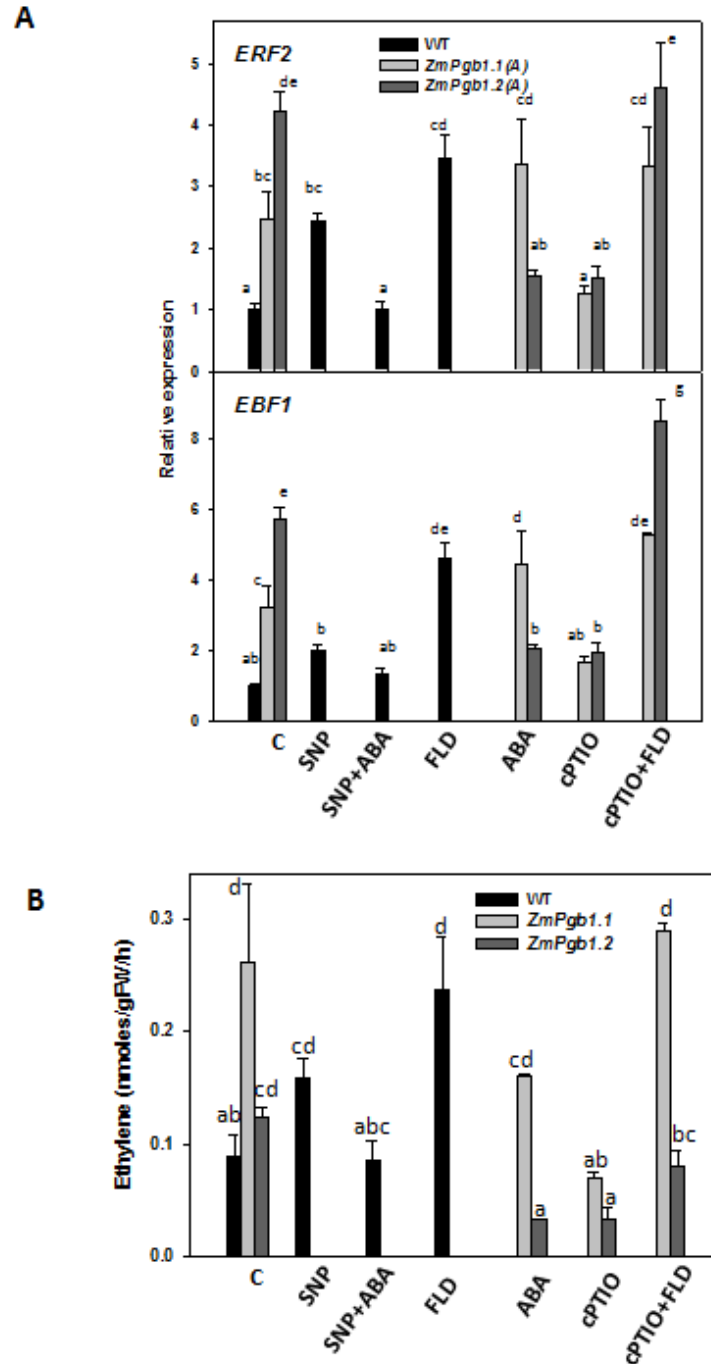 A
ERF2
WT
ZmPgb1.1(A)
ZmPgb1.2(A)
5
4
3
2
1
0
a
bc
de
bc
a
cd
cd
ab
a
ab
cd
e
Relative expression
EBF1
8
6
4
2
0
ab
c
e
b
ab
de
d
b
ab
b
de
g
C
SNP
SNP+ABA
FLD
ABA
cPTIO
cPTIO+FLD
B
WT
ZmPgb1.1
ZmPgb1.2
Ethylene (nmoles/gFW/h)
0.3
0.2
0.1
0.0
ab
d
cd
cd
abc
d
cd
a
ab
a
d
bc
C
SNP
SNP+ABA
FLD
ABA
cPTIO
cPTIO+FLD